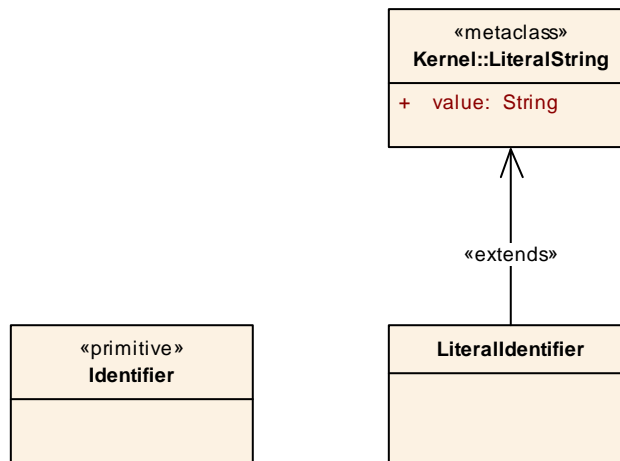 «metaclass»
Kernel::LiteralString
+ value: String
«extends»
«primitive»
Identifier
LiteralIdentifier